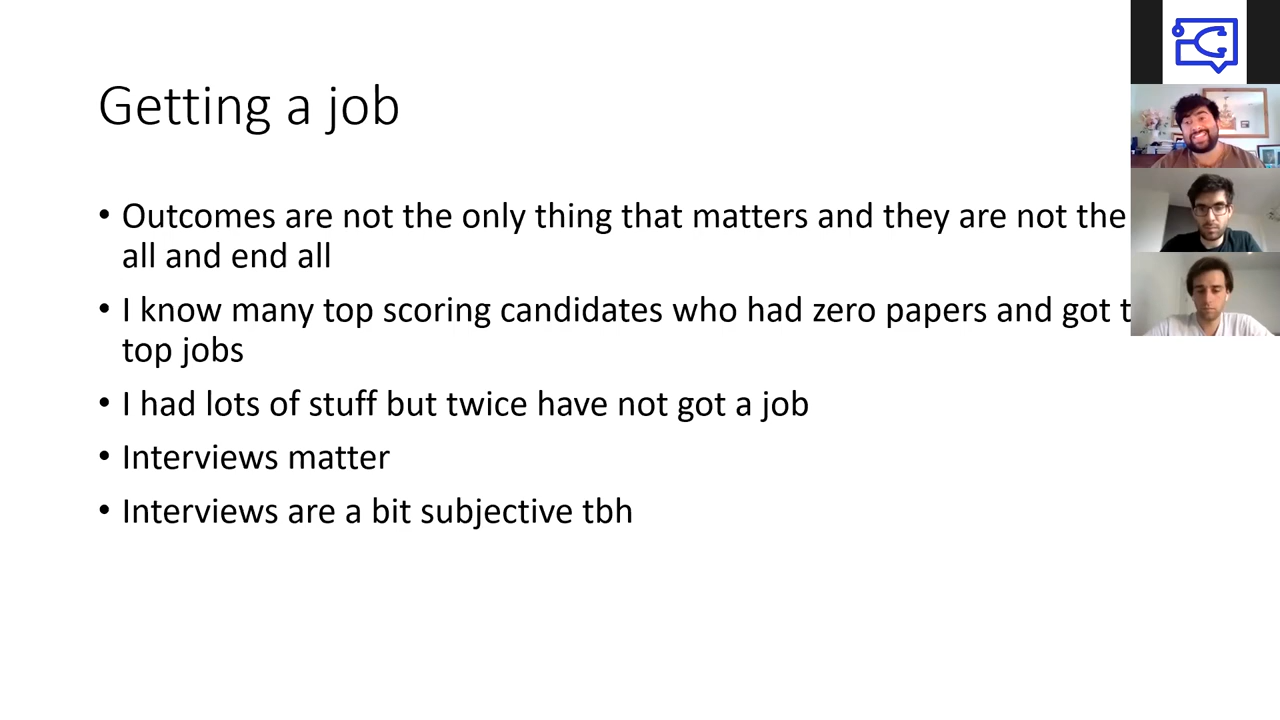 Getting a job
• Outcomes are not the only thing that matters and they are not the
all and end all
• I know many top scoring candidates who had zero papers and got
top jobs
• I had lots of stuff but twice have not got a job
• Interviews matter
• Interviews are a bit subjective tbh